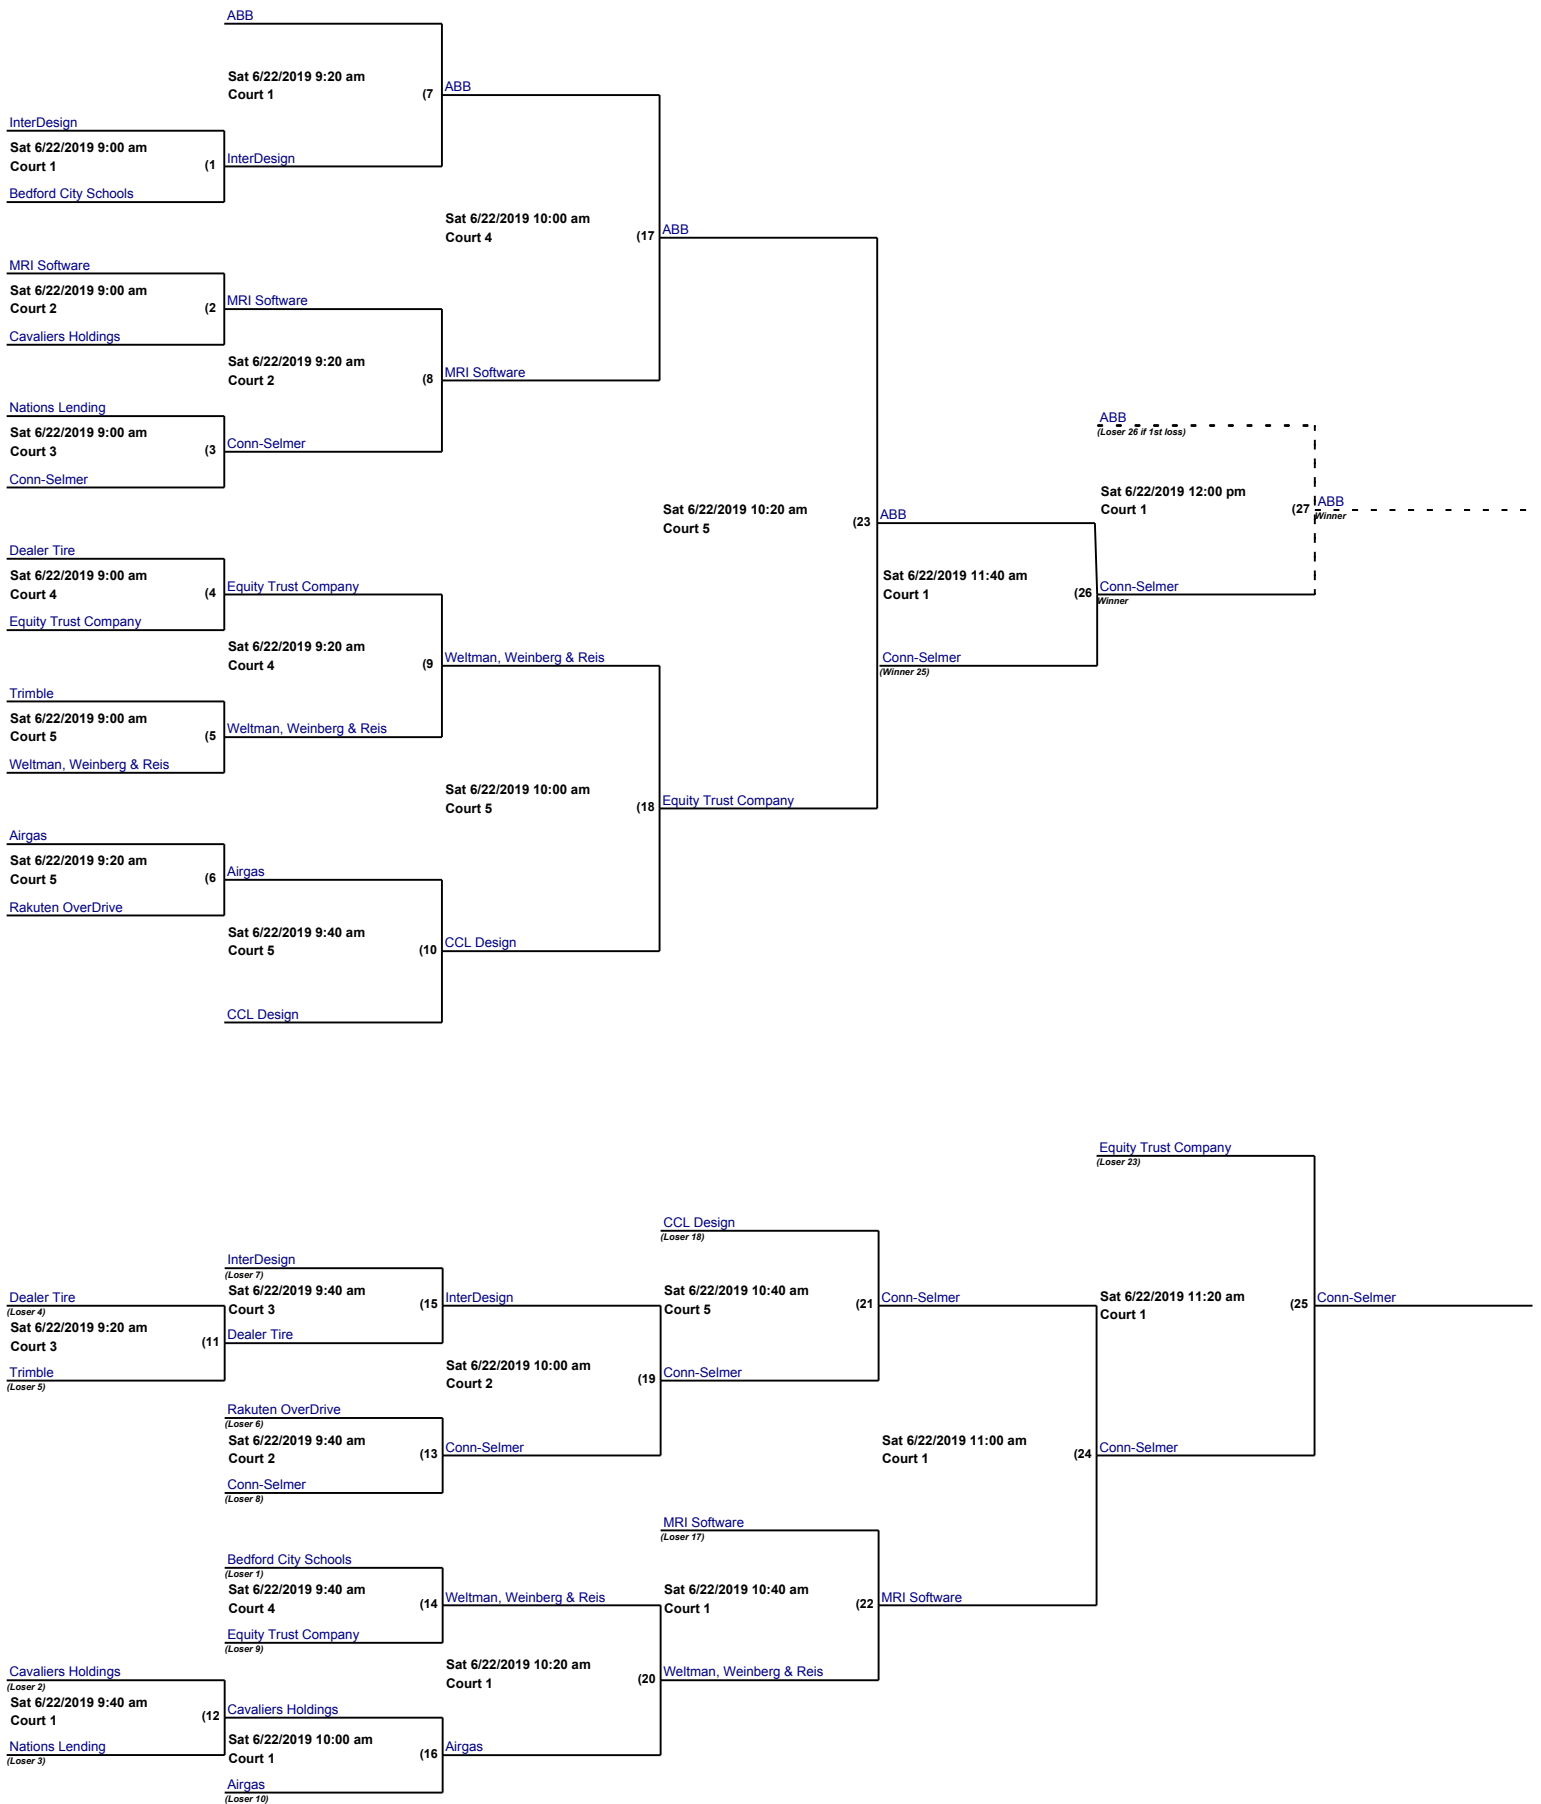 ABB
Sat 6/22/2019 9:20 am
Court 1
(7
ABB
InterDesign
Sat 6/22/2019 9:00 am
Court 1
(1
InterDesign
Bedford City Schools
Sat 6/22/2019 10:00 am
Court 4
(17
ABB
MRI Software
Sat 6/22/2019 9:00 am
Court 2
(2
MRI Software
Cavaliers Holdings
Sat 6/22/2019 9:20 am
Court 2
(8
MRI Software
Nations Lending
Sat 6/22/2019 9:00 am
Court 3
(3
Conn-Selmer
Conn-Selmer
ABB
(Loser 26 if 1st loss)
Sat 6/22/2019 12:00 pm
Court 1
(27
ABB
Winner
Sat 6/22/2019 10:20 am
Court 5
(23
ABB
Dealer Tire
Sat 6/22/2019 9:00 am
Court 4
(4
Equity Trust Company
Equity Trust Company
Sat 6/22/2019 11:40 am
Court 1
(26
Conn-Selmer
Winner
Sat 6/22/2019 9:20 am
Court 4
(9
Weltman, Weinberg & Reis
Conn-Selmer
(Winner 25)
Trimble
Sat 6/22/2019 9:00 am
Court 5
(5
Weltman, Weinberg & Reis
Weltman, Weinberg & Reis
Sat 6/22/2019 10:00 am
Court 5
(18
Equity Trust Company
Airgas
Sat 6/22/2019 9:20 am
Court 5
(6
Airgas
Rakuten OverDrive
Sat 6/22/2019 9:40 am
Court 5
(10
CCL Design
CCL Design
Equity Trust Company
(Loser 23)
CCL Design
(Loser 18)
InterDesign
(Loser 7)
Sat 6/22/2019 9:40 am
Court 3
(15
InterDesign
Sat 6/22/2019 10:40 am
Court 5
(21
Conn-Selmer
Sat 6/22/2019 11:20 am
Court 1
(25
Conn-Selmer
Dealer Tire
(Loser 4)
Sat 6/22/2019 9:20 am
Court 3
(11
Dealer Tire
Trimble
(Loser 5)
Sat 6/22/2019 10:00 am
Court 2
(19
Conn-Selmer
Rakuten OverDrive
(Loser 6)
Sat 6/22/2019 9:40 am
Court 2
(13
Conn-Selmer
Conn-Selmer
(Loser 8)
Sat 6/22/2019 11:00 am
Court 1
(24
Conn-Selmer
MRI Software
(Loser 17)
Bedford City Schools
(Loser 1)
Sat 6/22/2019 9:40 am
Court 4
(14
Weltman, Weinberg & Reis
Sat 6/22/2019 10:40 am
Court 1
(22
MRI Software
Equity Trust Company
(Loser 9)
Sat 6/22/2019 10:20 am
Court 1
(20
Weltman, Weinberg & Reis
Cavaliers Holdings
(Loser 2)
Sat 6/22/2019 9:40 am
Court 1
(12
Cavaliers Holdings
Nations Lending
(Loser 3)
Sat 6/22/2019 10:00 am
Court 1
(16
Airgas
Airgas
(Loser 10)